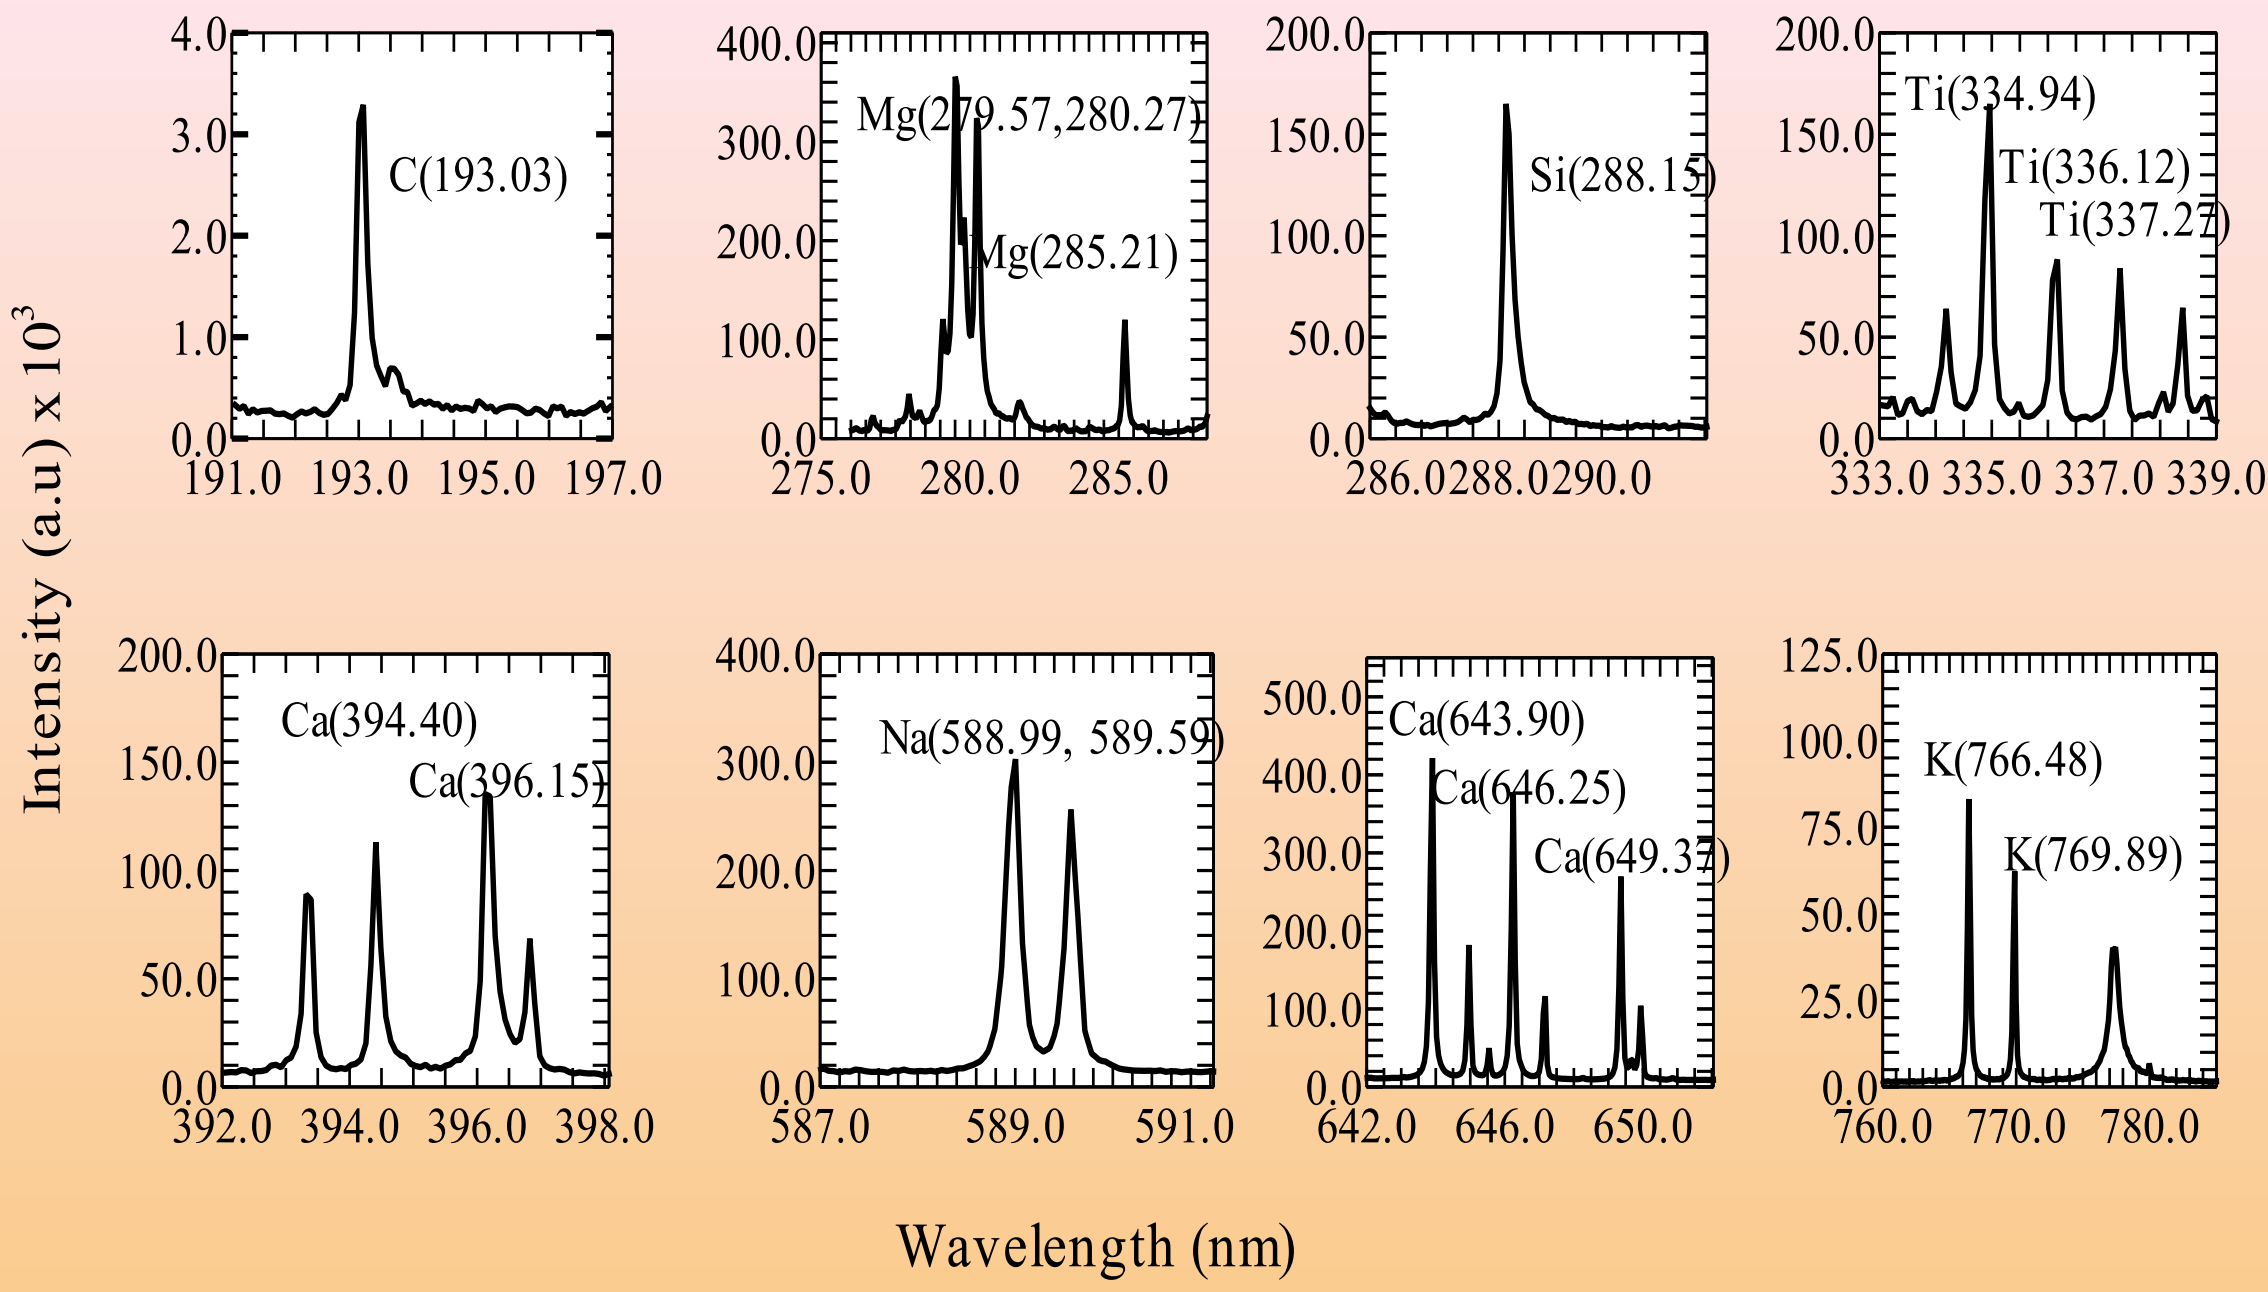 Intensity (a.u) x 10³
4.0
3.0
2.0
1.0
0.0
191.0 193.0 195.0 197.0
C(193.03)
400.0
300.0
200.0
100.0
0.0
275.0 280.0 285.0
Mg(279.57,280.27)
Mg(285.21)
200.0
150.0
100.0
50.0
0.0
286.0 288.0 290.0
Si(288.15)
200.0
150.0
100.0
50.0
0.0
333.0 335.0 337.0 339.0
Ti(334.94)
Ti(336.12)
Ti(337.27)
200.0
150.0
100.0
50.0
0.0
392.0 394.0 396.0 398.0
Ca(394.40)
Ca(396.15)
400.0
300.0
200.0
100.0
0.0
587.0 589.0 591.0
Na(588.99, 589.59)
500.0
400.0
300.0
200.0
100.0
0.0
642.0 646.0 650.0
Ca(643.90)
Ca(646.25)
Ca(649.37)
125.0
100.0
75.0
50.0
25.0
0.0
760.0 770.0 780.0
K(766.48)
K(769.89)
Wavelength (nm)